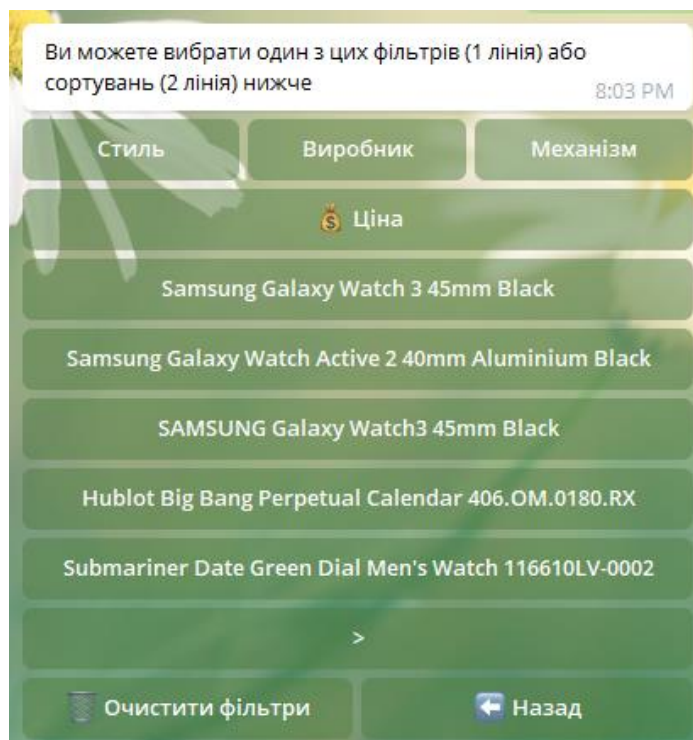 Ви можете вибрати один з цих фільтрів (1 лінія) або
сортувань (2 лінія) нижче
8:03 PM
Стиль Виробник Механізм
Ціна
Samsung Galaxy Watch 3 45mm Black
Samsung Galaxy Watch Active 2 40mm Aluminium Black
SAMSUNG Galaxy Watch3 45mm Black
Hublot Big Bang Perpetual Calendar 406.OM.0180.RX
Submariner Date Green Dial Men's Watch 116610LV-0002
>
Очистити фільтри Назад